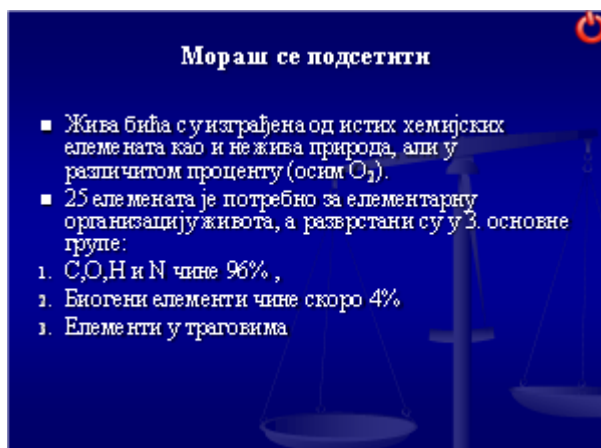 Мораш се подсетити
Жива бића су изграђена од истих хемијских
елемената као и нежива природа, али у
различитом проценту (осим O₂).
25 елемената је потребно за елементарну
организацију живота, а разврстани су у 3. основне
групе:
1. C,O,H и N чине 96% ,
2. Биогени елементи чине скоро 4%
3. Елементи у траговима